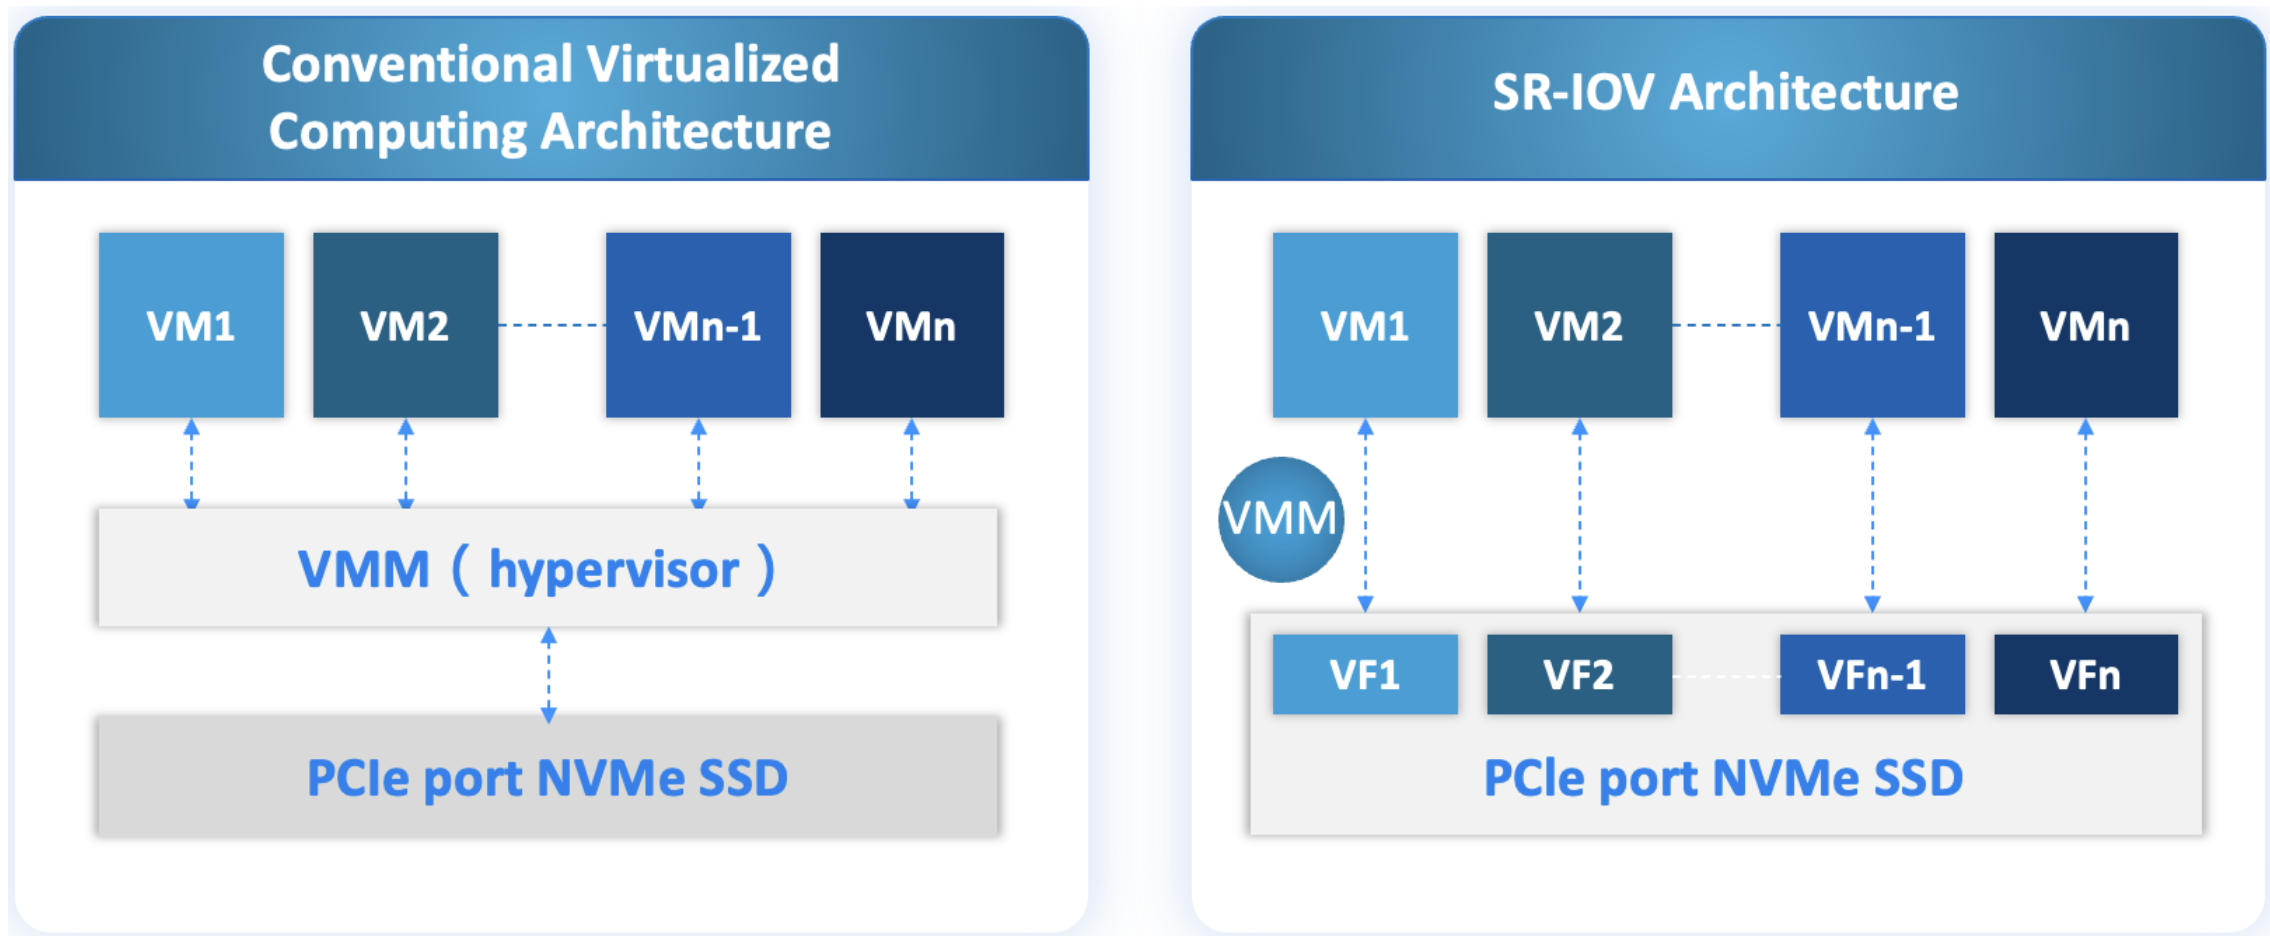 Conventional Virtualized
Computing Architecture
VM1 VM2 VMn-1 VMn
VMM ( hypervisor )
PCIe port NVMe SSD
SR-IOV Architecture
VM1 VM2 VMn-1 VMn
VMM
VF1 VF2 VFn-1 VFn
PCIe port NVMe SSD